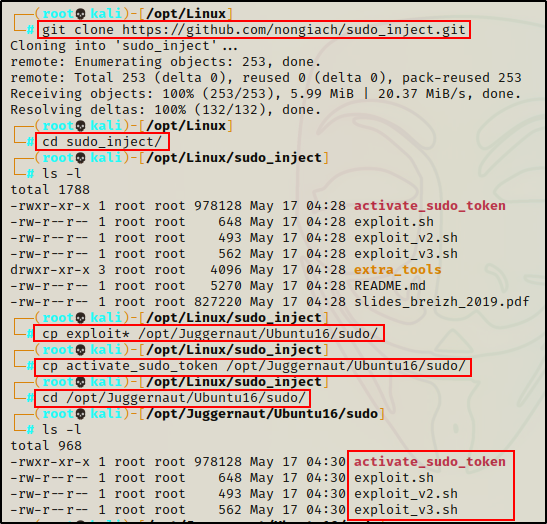 (root💀kali)-[/opt/Linux]
# git clone https://github.com/nongiach/sudo_inject.git
Cloning into 'sudo_inject'...
remote: Enumerating objects: 253, done.
remote: Total 253 (delta 0), reused 0 (delta 0), pack-reused 253
Receiving objects: 100% (253/253), 5.99 MiB | 20.37 MiB/s, done.
Resolving deltas: 100% (132/132), done.
(root💀kali)-[/opt/Linux]
# cd sudo_inject/
(root💀kali)-[/opt/Linux/sudo_inject]
# ls -l
total 1788
-rwxr-xr-x 1 root root 978128 May 17 04:28 activate_sudo_token
-rw-r--r-- 1 root root    648 May 17 04:28 exploit.sh
-rw-r--r-- 1 root root    493 May 17 04:28 exploit_v2.sh
-rw-r--r-- 1 root root    562 May 17 04:28 exploit_v3.sh
drwxr-xr-x 3 root root   4096 May 17 04:28 extra_tools
-rw-r--r-- 1 root root   5270 May 17 04:28 README.md
-rw-r--r-- 1 root root 827220 May 17 04:28 slides_breizh_2019.pdf
(root💀kali)-[/opt/Linux/sudo_inject]
# cp exploit* /opt/Juggernaut/Ubuntu16/sudo/
(root💀kali)-[/opt/Linux/sudo_inject]
# cp activate_sudo_token /opt/Juggernaut/Ubuntu16/sudo/
(root💀kali)-[/opt/Linux/sudo_inject]
# cd /opt/Juggernaut/Ubuntu16/sudo/
(root💀kali)-[/opt/Juggernaut/Ubuntu16/sudo]
# ls -l
total 968
-rwxr-xr-x 1 root root 978128 May 17 04:30 activate_sudo_token
-rw-r--r-- 1 root root    648 May 17 04:30 exploit.sh
-rw-r--r-- 1 root root    493 May 17 04:30 exploit_v2.sh
-rw-r--r-- 1 root root    562 May 17 04:30 exploit_v3.sh